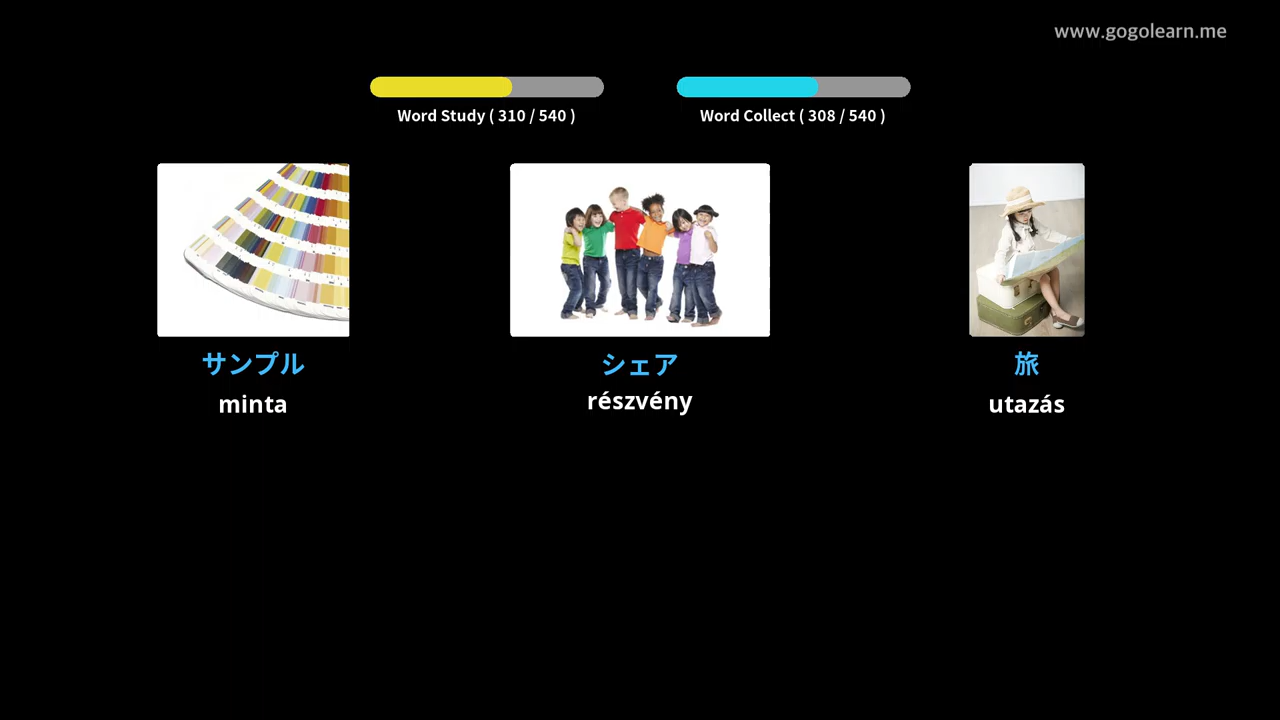 www.gogolearn.me
Word Study ( 310 / 540 )
Word Collect ( 308 / 540 )
サンプル
minta
シェア
részvény
旅
utazás